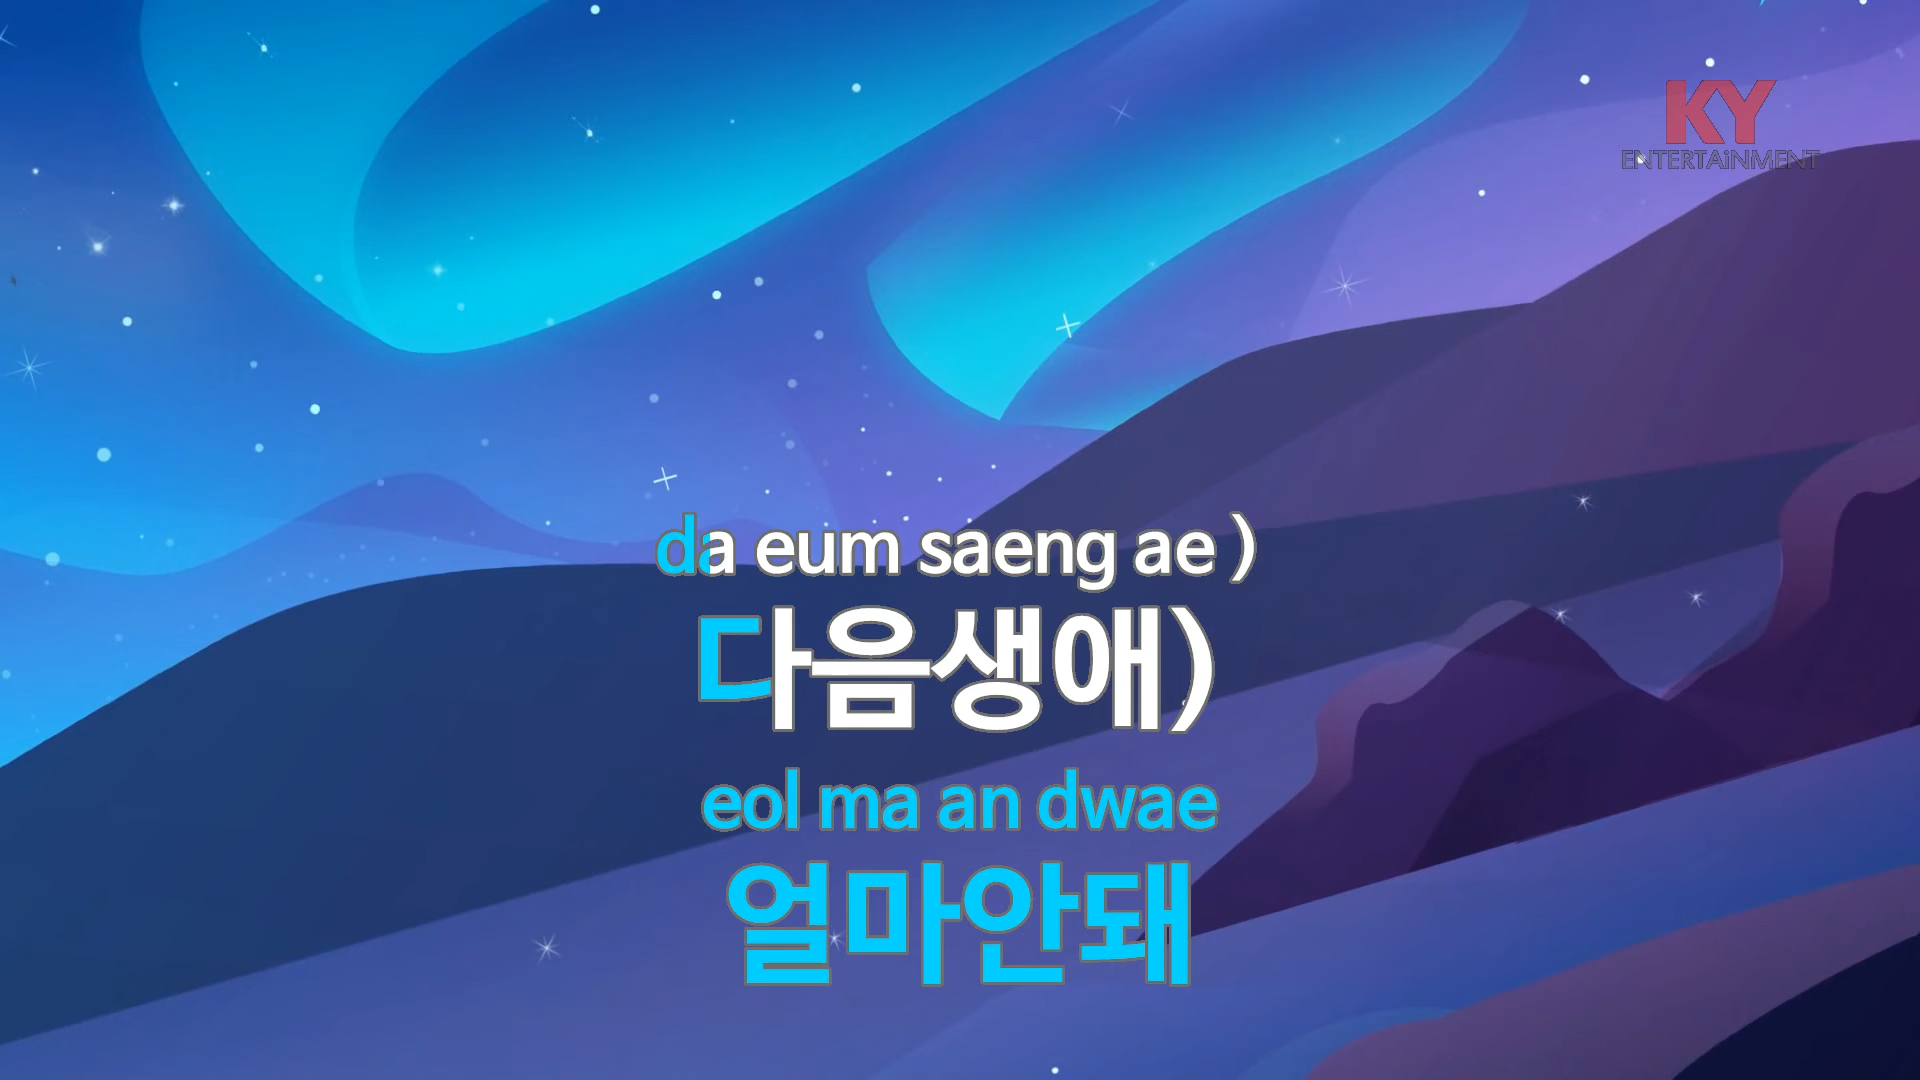 KY
ENTERTAiNMENT
da eum saeng ae )
다음생애)
eol ma an dwae
얼마안돼